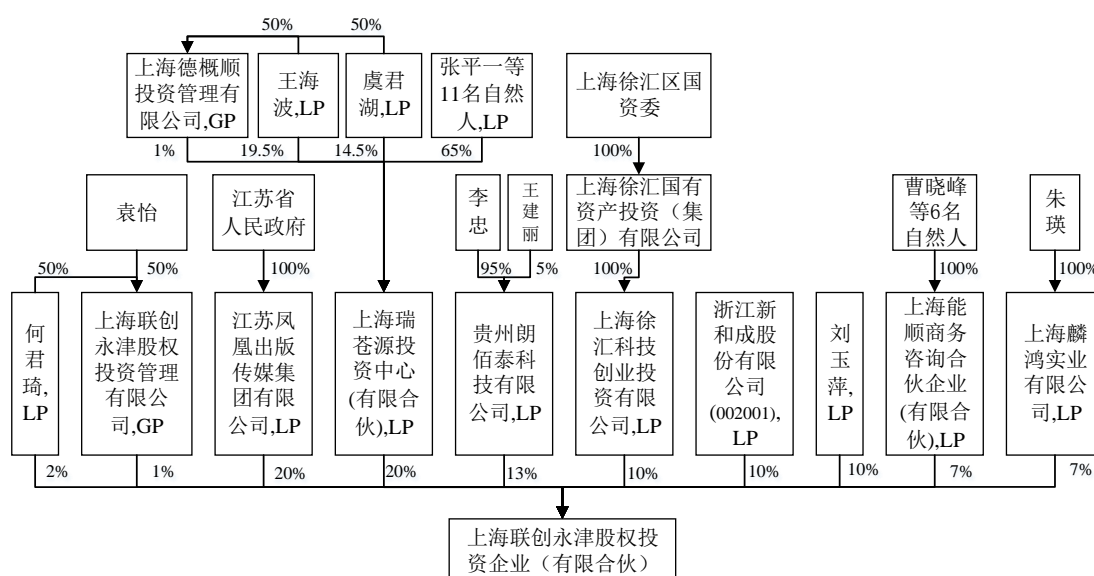 50%
50%
上海德概顺
投资管理有
限公司,GP
王海
波,LP
虞君
湖,LP
张平一等
11名自然
人,LP
上海徐汇区国
资委
1%
19.5%
14.5%
65%
100%
袁怡
江苏省
人民政府
李
忠
王
建
丽
上海徐汇国有
资产投资（集
团）有限公司
曹晓峰
等6名
自然人
朱
瑛
50%
50%
100%
95%
5%
100%
100%
100%
何
君
琦,
LP
上海联创
永津股权
投资管理
有限公
司,GP
江苏凤
凰出版
传媒集
团有限
公司,LP
上海瑞
苍源投
资中心
(有限合
伙),LP
贵州朗
佰泰科
技有限
公司,LP
上海徐
汇科技
创业投
资有限
公司,LP
浙江新
和成股
份有限
公司
(002001),
LP
刘
玉
萍,
LP
上海能
顺商务
咨询合
伙企业
(有限合
伙),LP
上海麟
鸿实业
有限公
司,LP
2%
1%
20%
20%
13%
10%
10%
10%
7%
7%
上海联创永津股权投
资企业（有限合伙）